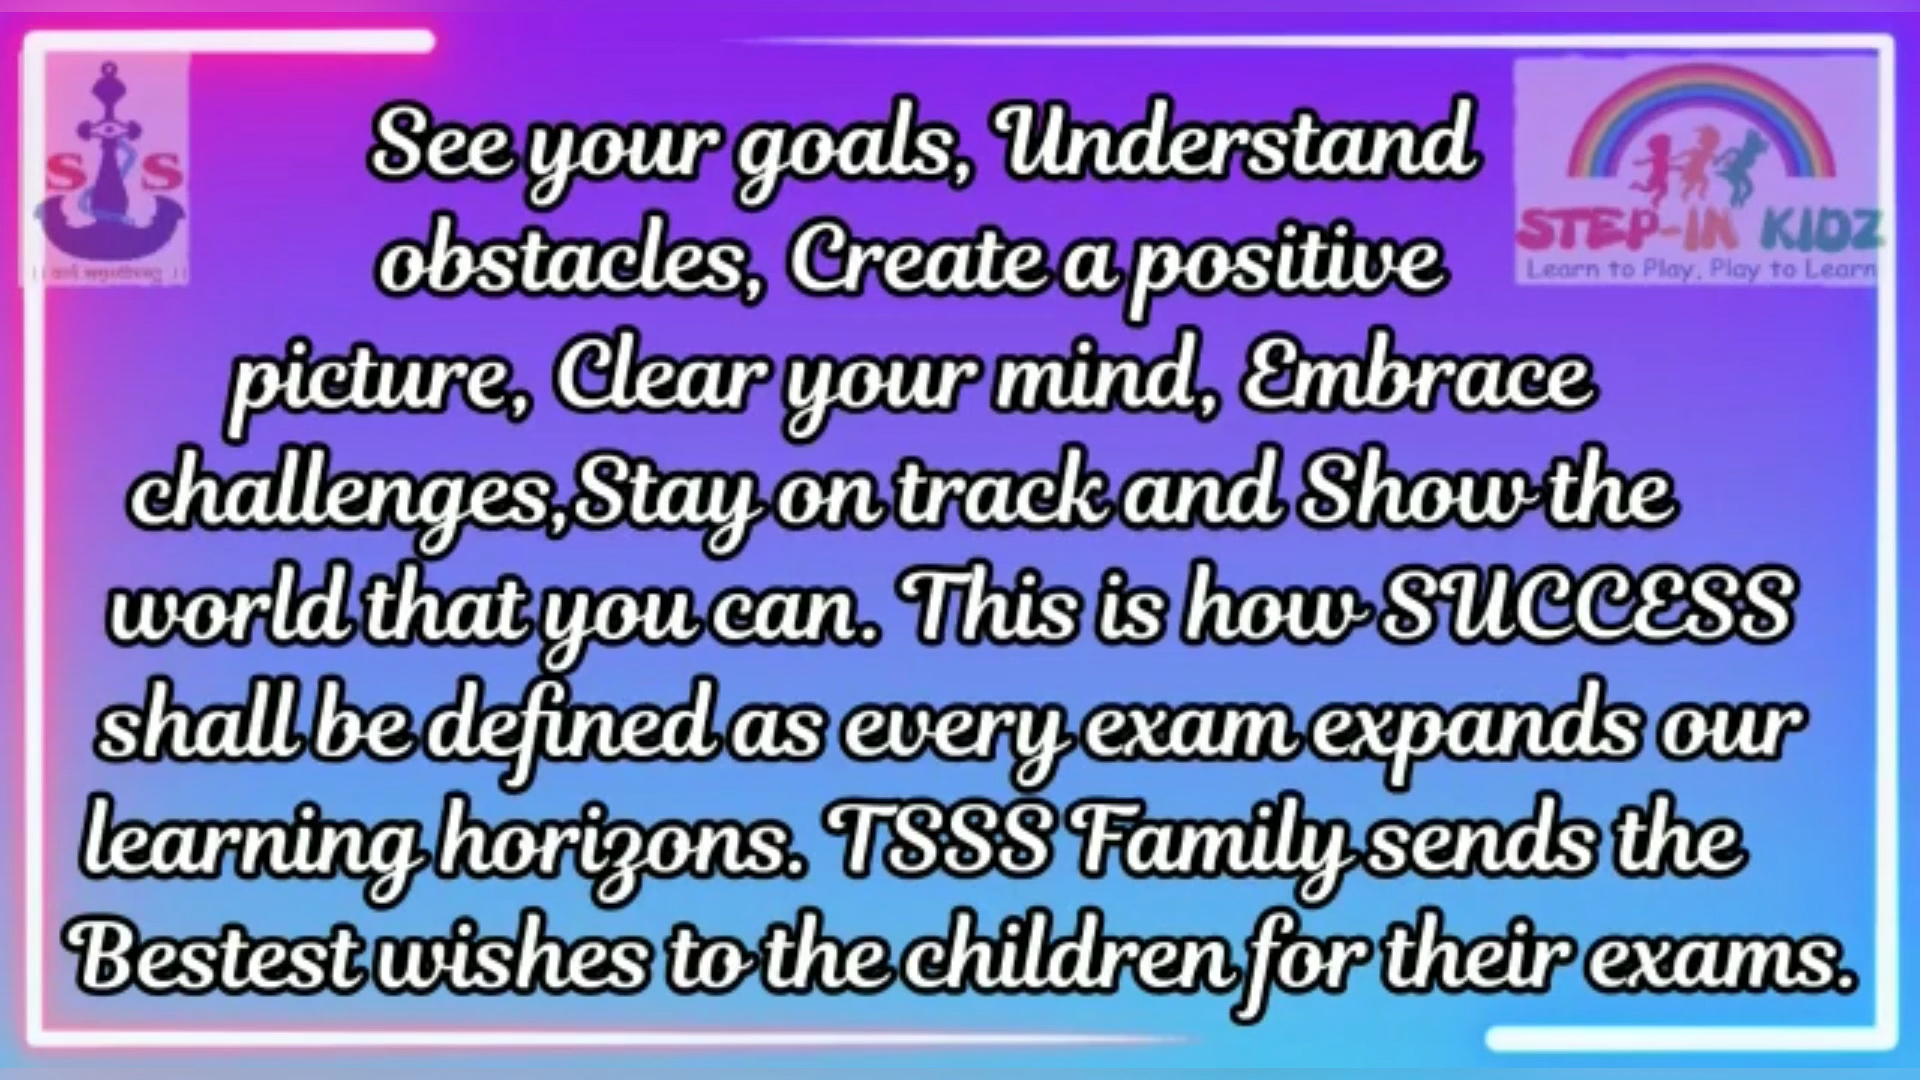 See your goals, Understand
obstacles, Create a positive
picture, Clear your mind, Embrace
challenges,Stay on track and Show the
world that you can. This is how SUCCESS
shall be defined as every exam expands our
learning horizons. TSSS Family sends the
Bestest wishes to the children for their exams.
S S
STEP-IN KIDZ
Learn to Play, Play to Learn